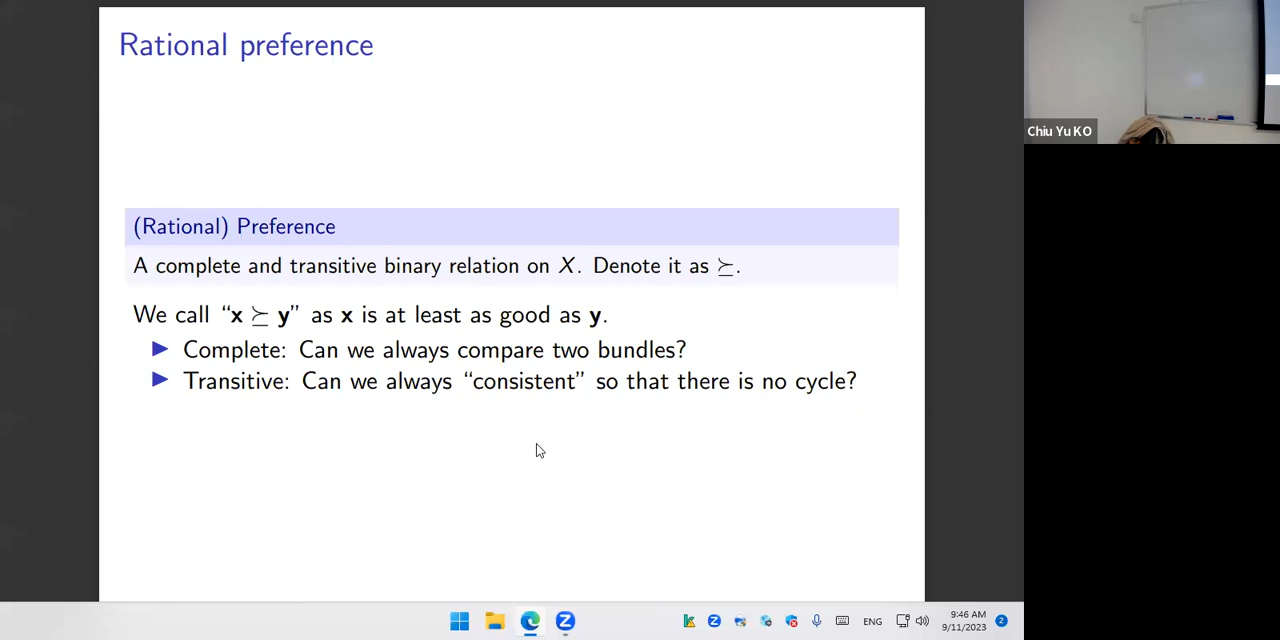 Rational preference
(Rational) Preference
A complete and transitive binary relation on X. Denote it as ⪰.
We call “x ⪰ y” as x is at least as good as y.
▶ Complete: Can we always compare two bundles?
▶ Transitive: Can we always “consistent” so that there is no cycle?
Chiu Yu KO
ENG
9:46 AM
9/11/2023
2